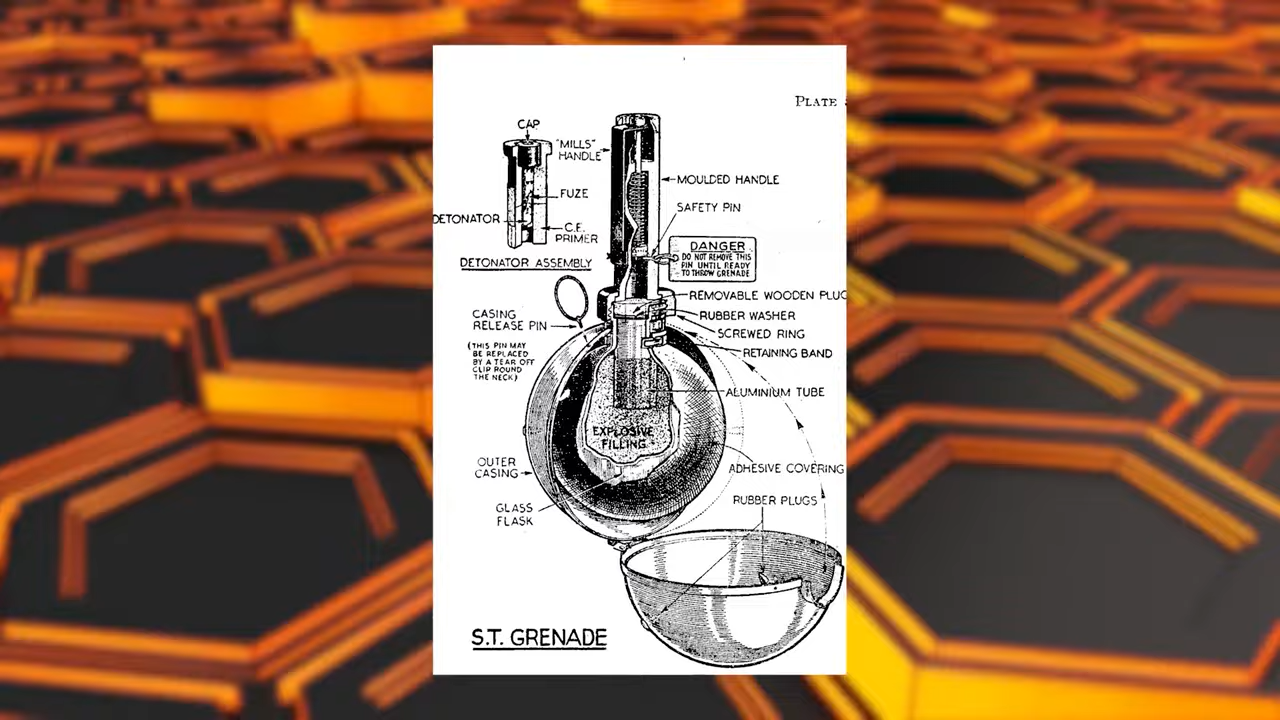 PLATE
CAP
"MILLS"
HANDLE
MOULDED HANDLE
FUZE
SAFETY PIN
DETONATOR
C.E.
PRIMER
DANGER
DO NOT REMOVE THIS
PIN UNTIL READY
TO THROW GRENADE
DETONATOR ASSEMBLY
REMOVABLE WOODEN PLUG
CASING
RELEASE PIN
RUBBER WASHER
SCREWED RING
(THIS PIN MAY
BE REPLACED
BY A TEAR OFF
CLIP ROUND
THE NECK)
RETAINING BAND
ALUMINIUM TUBE
EXPLOSIVE
FILLING
OUTER
CASING
ADHESIVE COVERING
RUBBER PLUGS
GLASS
FLASK
S.T. GRENADE